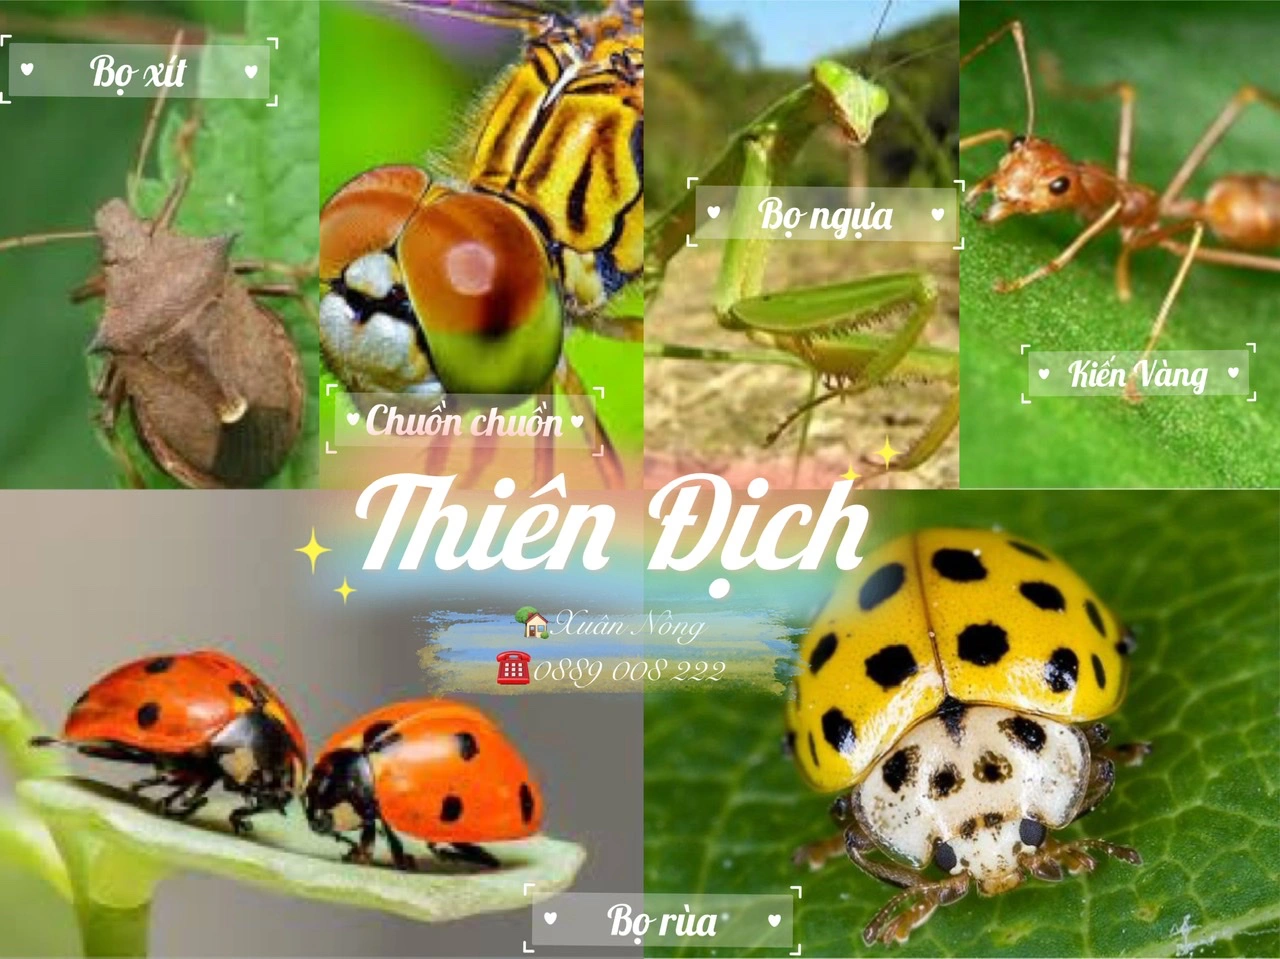 Bọ xít
Chuồn chuồn
Bọ ngựa
Kiến Vàng
Thiên Địch
Xuân Nông
0889 008 222
Bọ rùa